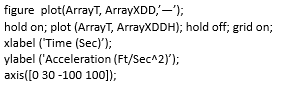 figure  plot(ArrayT, ArrayXDD,’—’);
hold on; plot (ArrayT, ArrayXDDH); hold off; grid on;
xlabel (‘Time (Sec)’);
ylabel (‘Acceleration (Ft/Sec^2)’);
axis([0 30 -100 100]);